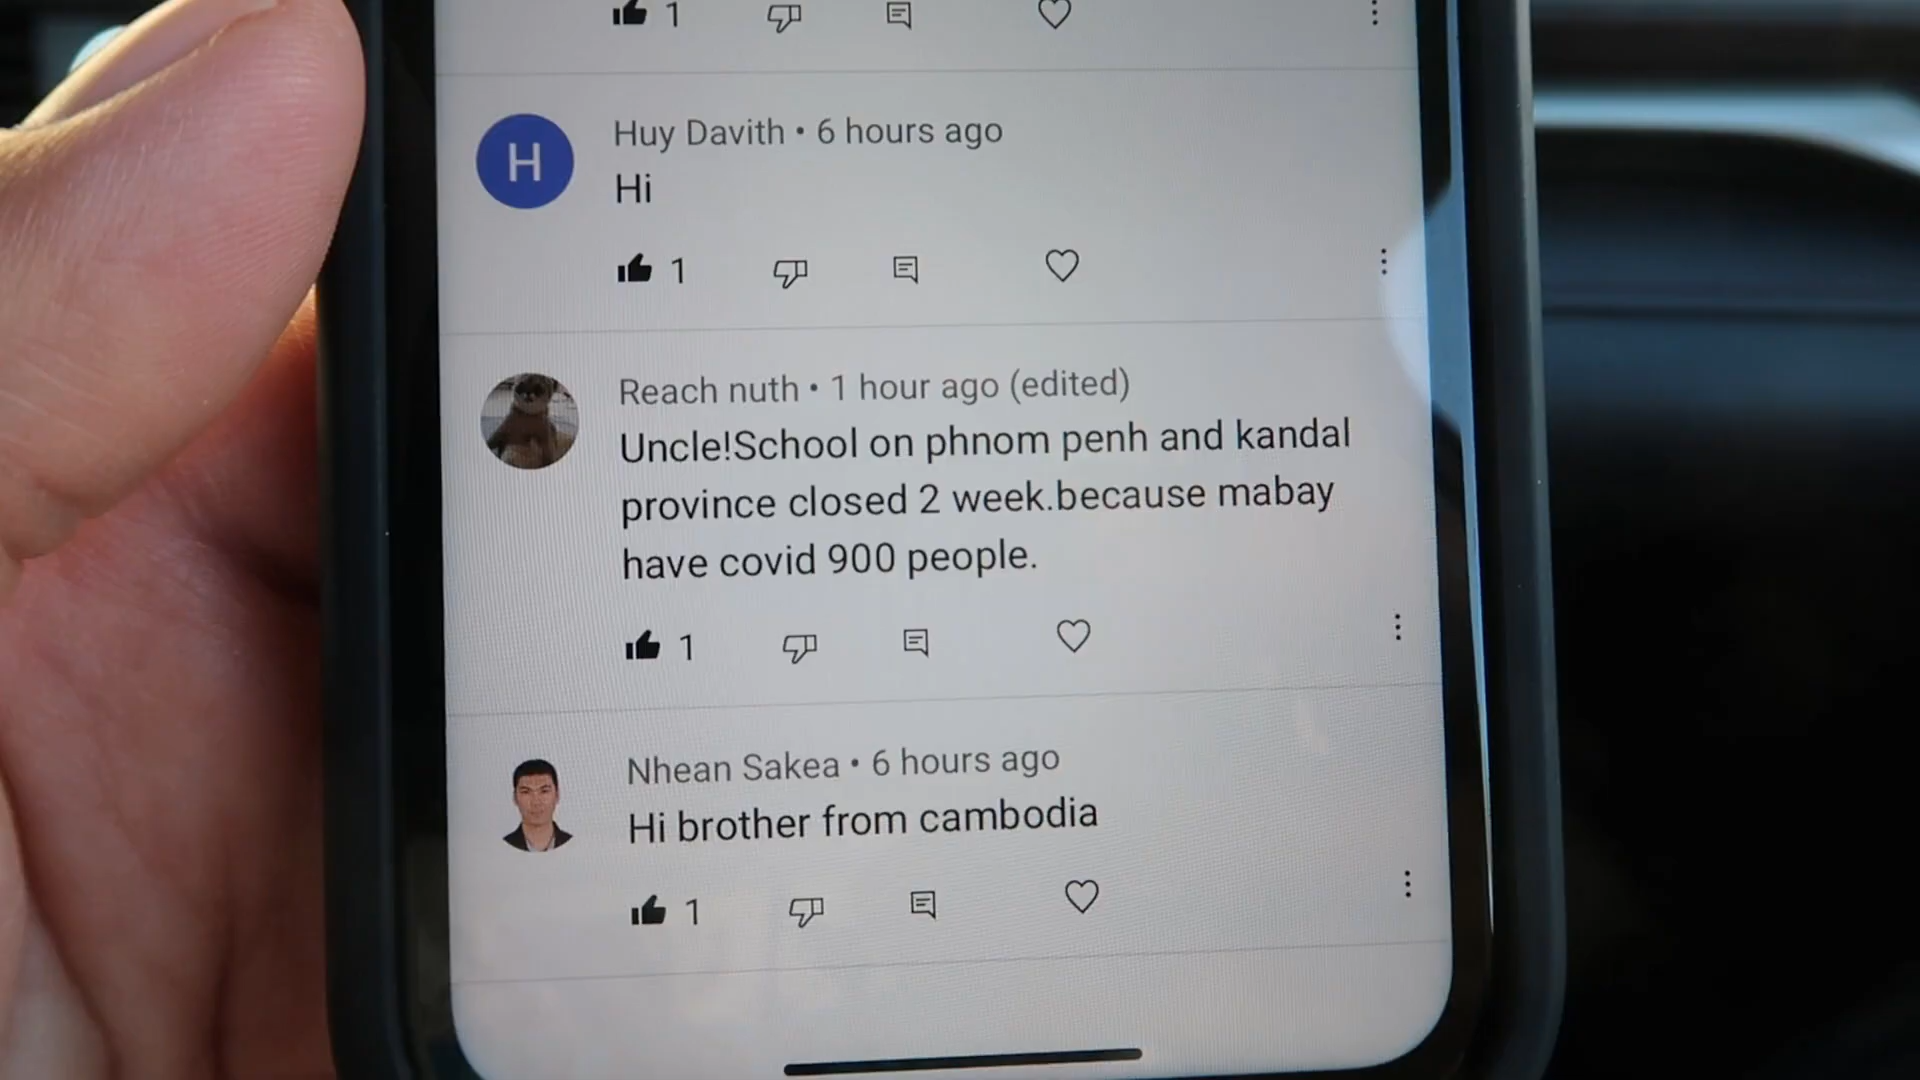 1
H
Huy Davith • 6 hours ago
Hi
1
Reach nuth • 1 hour ago (edited)
Uncle!School on phnom penh and kandal
province closed 2 week.because mabay
have covid 900 people.
1
Nhean Sakea • 6 hours ago
Hi brother from cambodia
1